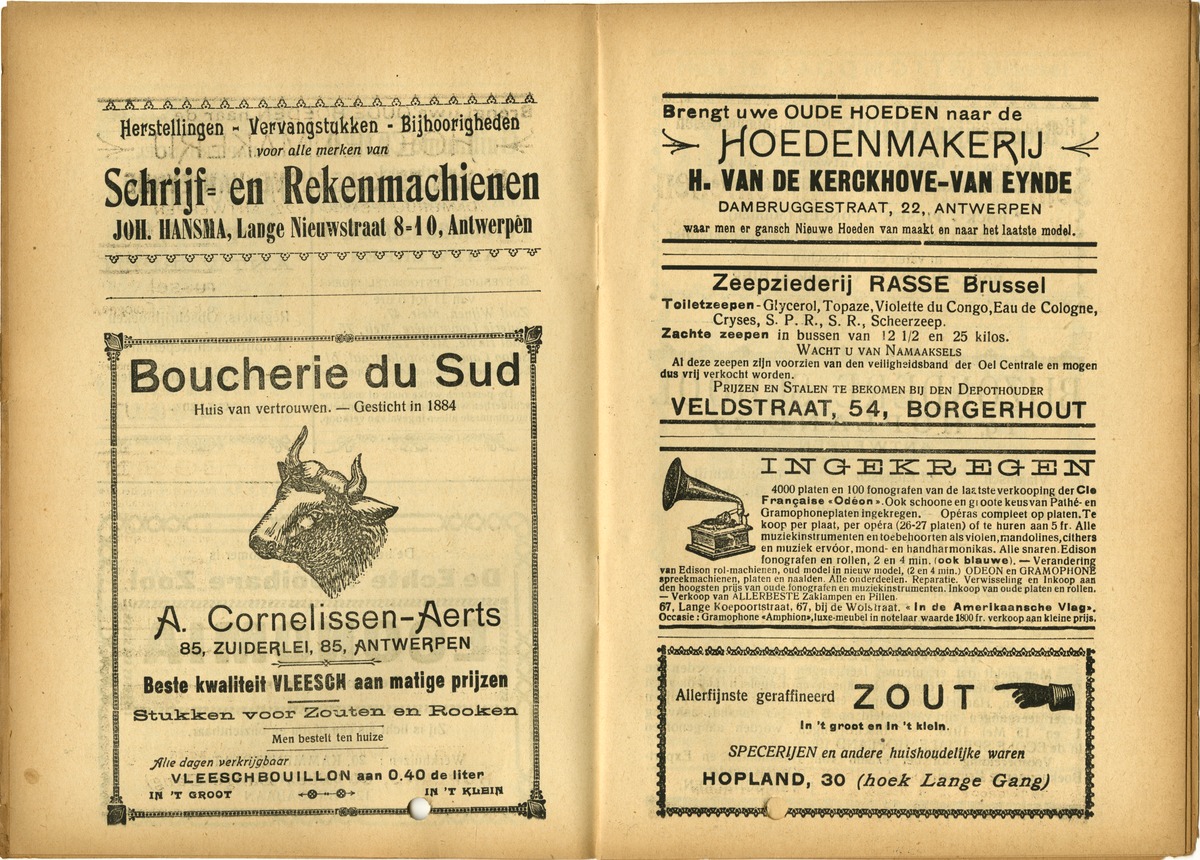 Herstellingen - Vervangstukken - Bijhoorigheden
voor alle merken van
Schrijf= en Rekenmachienen
JOH. HANSMA, Lange Nieuwstraat 8=10, Antwerpen
Boucherie du Sud
Huis van vertrouwen. — Gesticht in 1884
A. Cornelissen-Aerts
85, ZUIDERLEI, 85, ANTWERPEN
Beste kwaliteit VLEESCH aan matige prijzen
Stukken voor Zouten en Rooken
Men bestelt ten huize
Alle dagen verkrijgbaar
VLEESCHBOUILLON aan 0.40 de liter
IN 'T GROOT IN 'T KLEIN
Brengt uwe OUDE HOEDEN naar de
HOEDENMAKERIJ
H. VAN DE KERCKHOVE-VAN EYNDE
DAMBRUGGESTRAAT, 22, ANTWERPEN
waar men er gansch Nieuwe Hoeden van maakt en naar het laatste model.
Zeepziederij RASSE Brussel
Toiletzeepen - Glycerol, Topaze, Violette du Congo, Eau de Cologne,
Cryses, S. P. R., S. R., Scheerzeep.
Zachte zeepen in bussen van 12 1/2 en 25 kilos.
WACHT U VAN NAMAAKSELS
Al deze zeepen zijn voorzien van den veiligheidsband der Oel Centrale en mogen
dus vrij verkocht worden.
PRIJZEN EN STALEN TE BEKOMEN BIJ DEN DEPOTHOUDER
VELDSTRAAT, 54, BORGERHOUT
INGEKREGEN
4000 platen en 100 fonografen van de laatste verkooping der Cie
Française «Odéon». Ook schoone en groote keus van Pathé- en
Gramophoneplaten ingekregen. Opéras compleet op platen. Te
koop per plaat, per opéra (26-27 platen) of te huren aan 5 fr. Alle
muziekinstrumenten en toebehoorten als violen, mandolines, cithers
en muziek ervóor, mond- en handharmonikas. Alle snaren. Edison
fonografen en rollen, 2 en 4 min. (ook blauwe). — Verandering
van Edison rol-machienen, oud model in nieuw model, (2 en 4 min.) ODEON en GRAMOPHONE
spreekmachienen, platen en naalden. Alle onderdeelen. Reparatie. Verwisseling en Inkoop aan
den hoogsten prijs van oude fonografen en muziekinstrumenten. Inkoop van oude platen en rollen.
— Verkoop van ALLERBESTE Zaklampen en Pillen.
67, Lange Koepoortstraat, 67, bij de Wolstraat. «In de Amerikaansche Vlag».
Occasie: Gramophone «Amphion», luxe-meubel in notelaar waarde 1800 fr. verkoop aan kleine prijs.
Allerfijnste geraffineerd ZOUT
In 't groot en in 't klein.
SPECERIJEN en andere huishoudelijke waren
HOPLAND, 30 (hoek Lange Gang)